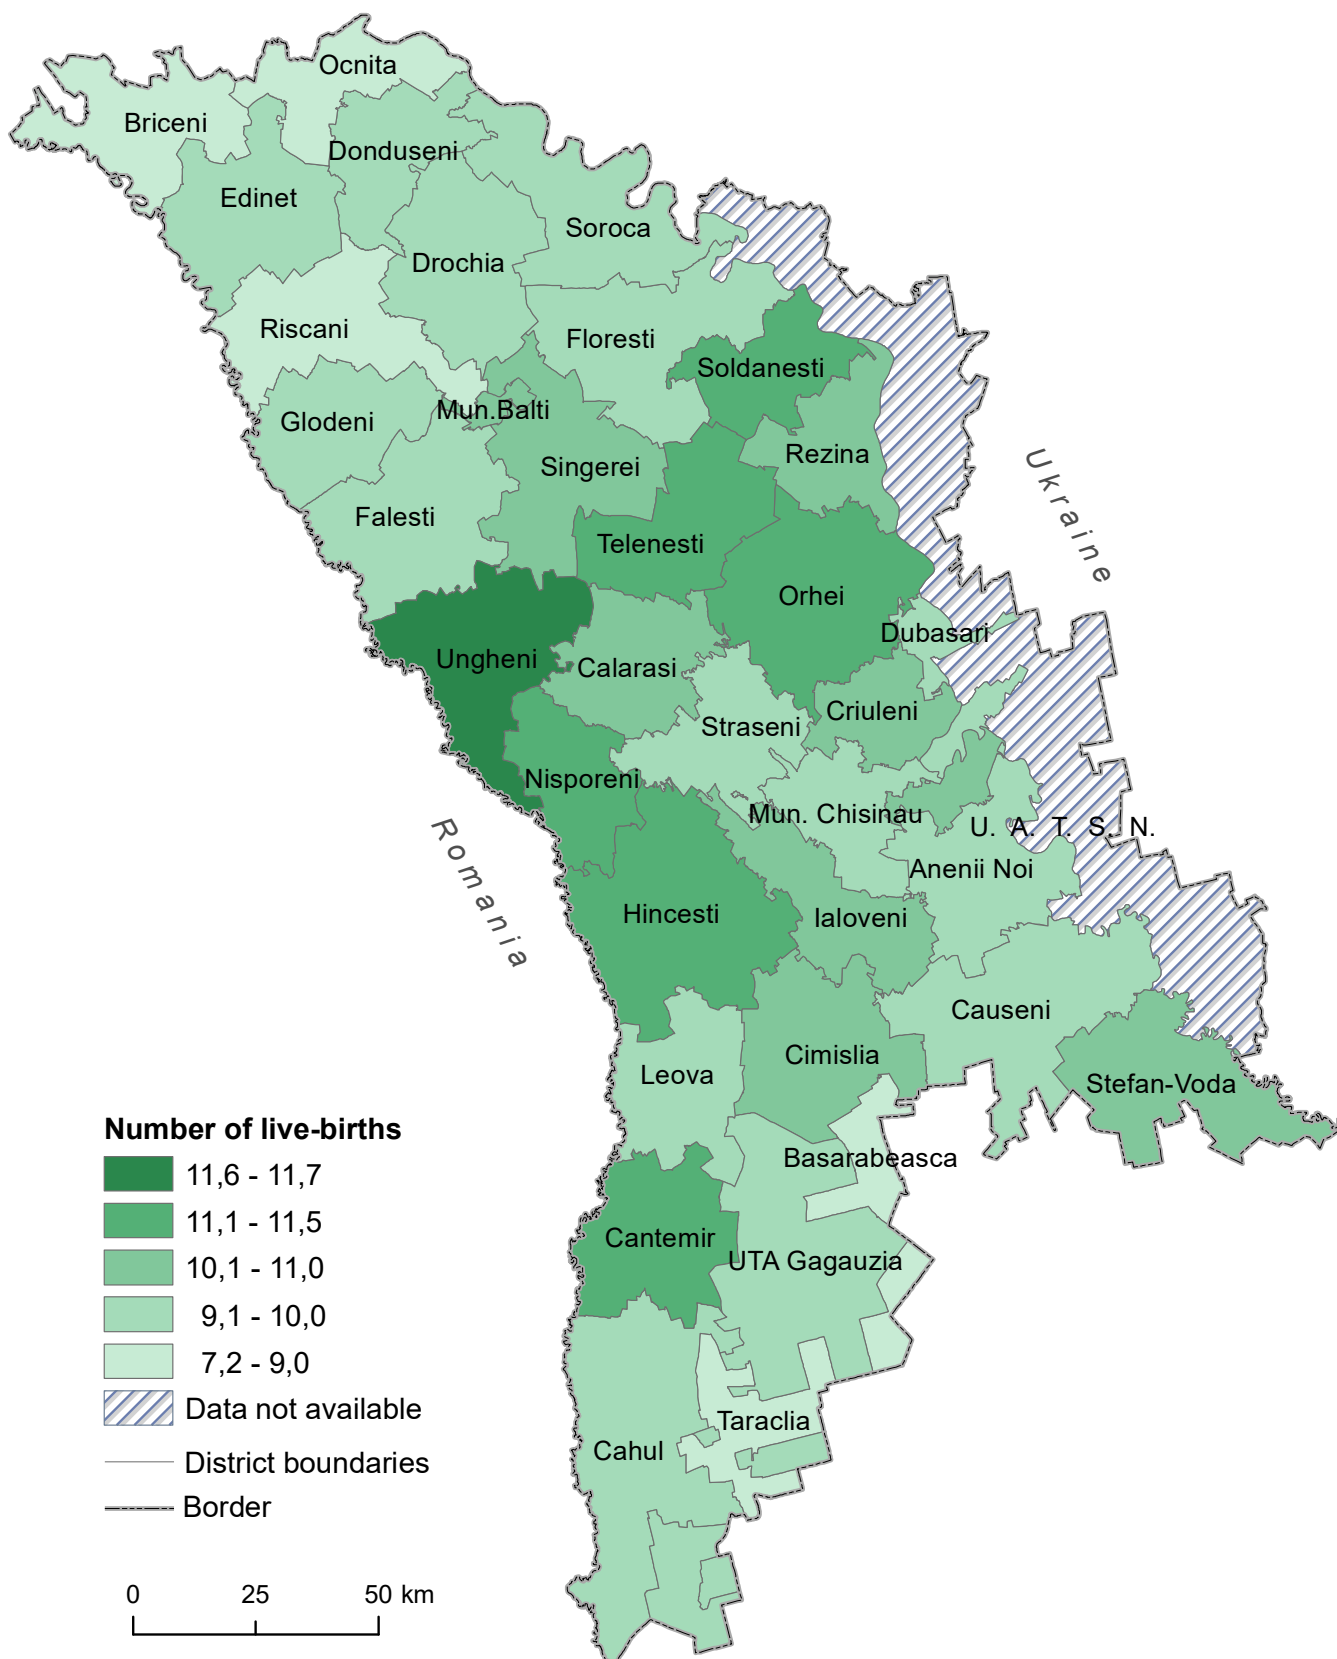 Ocnita
Briceni
Donduseni
Edinet
Soroca
Drochia
Riscani
Floresti
Soldanesti
Mun.Balti
Glodeni
Rezina
Singerei
Falesti
Ukraine
Telenesti
Orhei
Dubasari
Ungheni
Calarasi
Criuleni
Straseni
Nisporeni
Mun. Chisinau
U. A. T. S. N.
Anenii Noi
Romania
Hincesti
Ialoveni
Causeni
Cimislia
Leova
Stefan-Voda
Basarabeasca
Cantemir
UTA Gagauzia
Taraclia
Cahul
Number of live-births
11,6 - 11,7
11,1 - 11,5
10,1 - 11,0
9,1 - 10,0
7,2 - 9,0
Data not available
District boundaries
Border
0 25 50 km